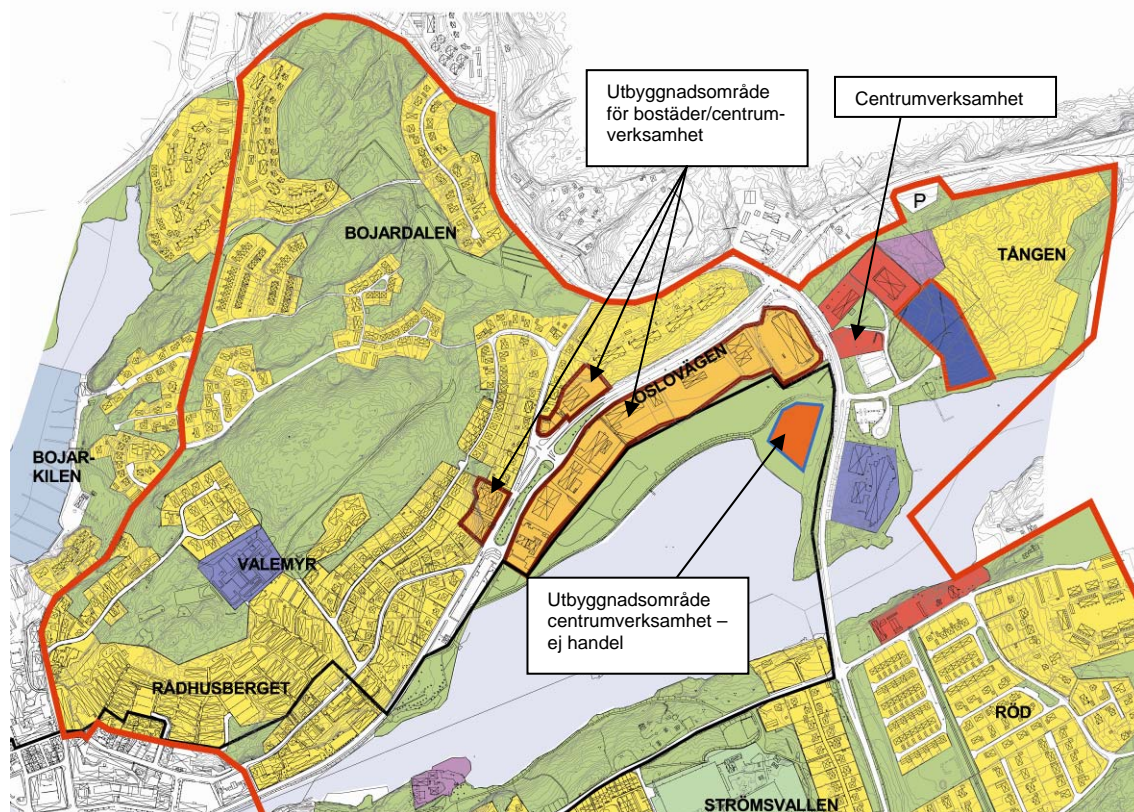 Utbyggnadsområde
för bostäder/centrum-
verksamhet
Centrumverksamhet
P
BOJARDALEN
TÅNGEN
OSLOVÄGEN
BOJAR-
KILEN
VALEMYR
Utbyggnadsområde
centrumverksamhet –
ej handel
RÅDHUSBERGET
RÖD
STRÖMSVALLEN